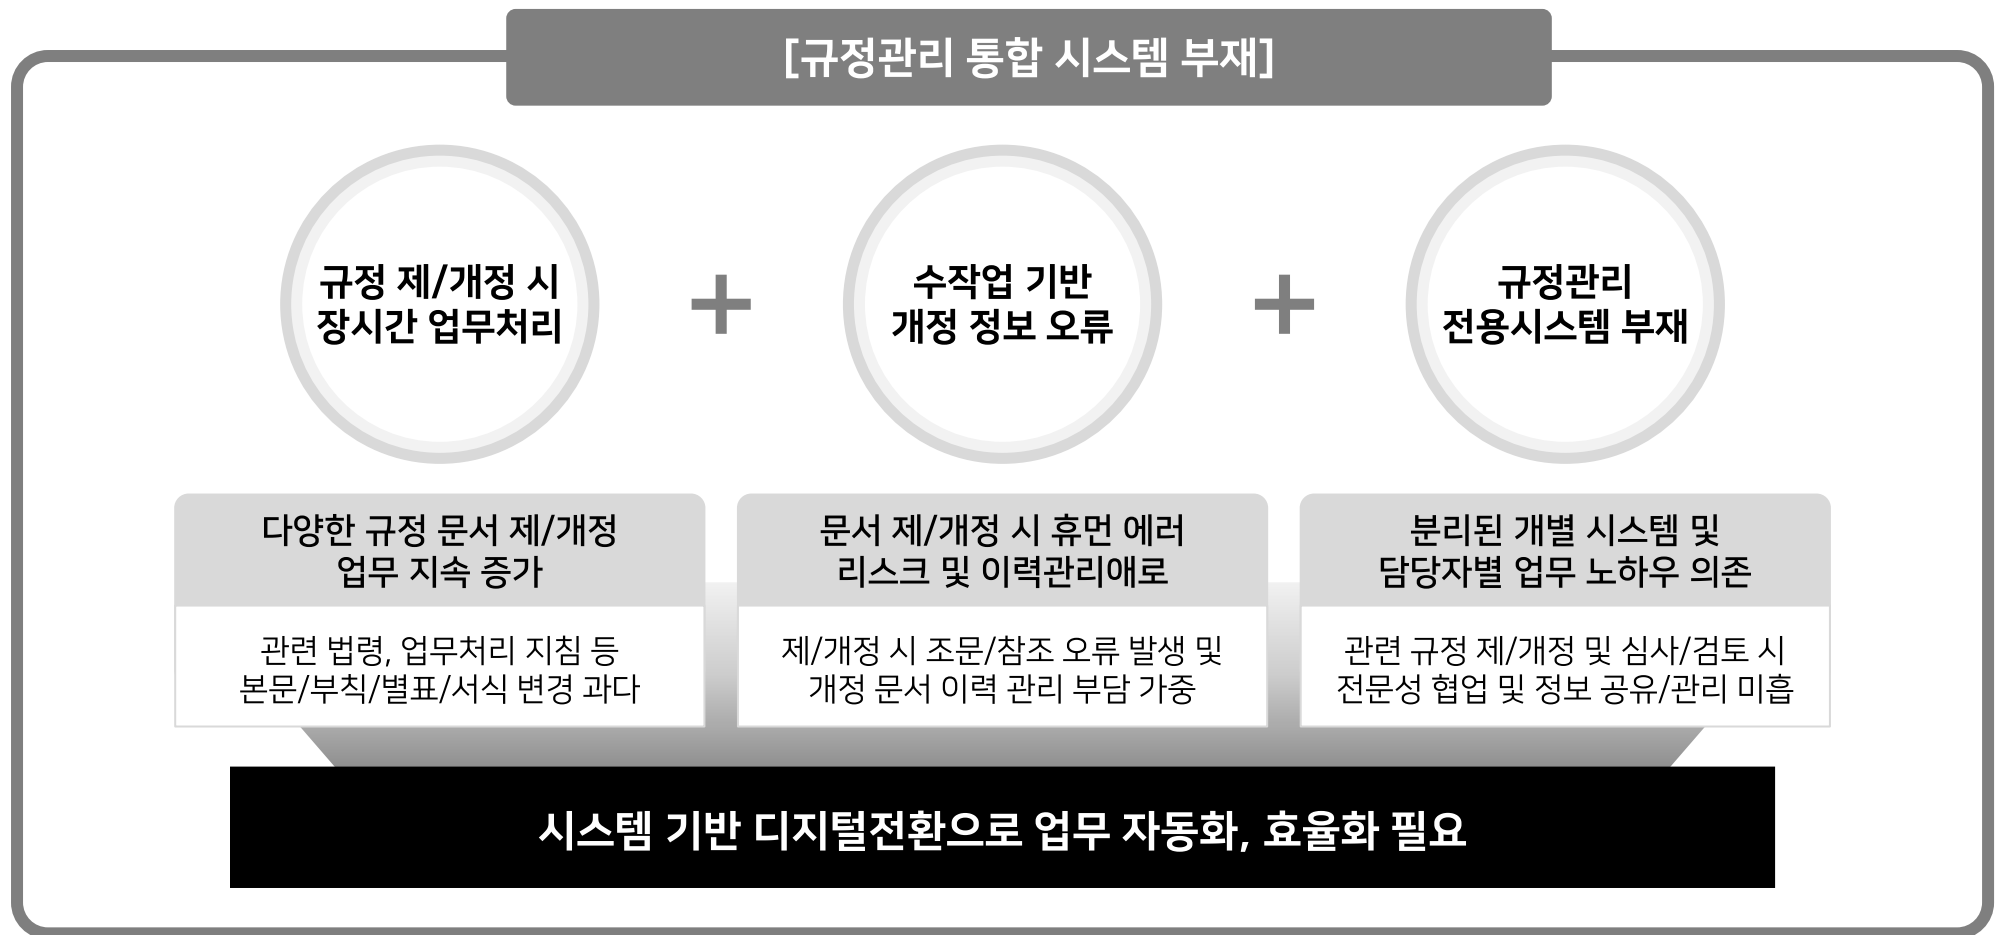 [규정관리 통합 시스템 부재]
규정 제/개정 시
장시간 업무처리
+
수작업 기반
개정 정보 오류
+
규정관리
전용시스템 부재
다양한 규정 문서 제/개정
업무 지속 증가
관련 법령, 업무처리 지침 등
본문/부칙/별표/서식 변경 과다
문서 제/개정 시 휴먼 에러
리스크 및 이력관리애로
제/개정 시 조문/참조 오류 발생 및
개정 문서 이력 관리 부담 가중
분리된 개별 시스템 및
담당자별 업무 노하우 의존
관련 규정 제/개정 및 심사/검토 시
전문성 협업 및 정보 공유/관리 미흡
시스템 기반 디지털전환으로 업무 자동화, 효율화 필요